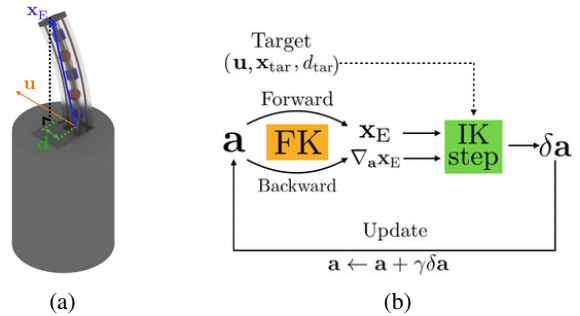 x_E
u
d
(a)
Target
(u, x_tar, d_tar)
Forward
a
FK
x_E
∇_a x_E
IK
step
δa
Backward
Update
a ← a + γδa
(b)